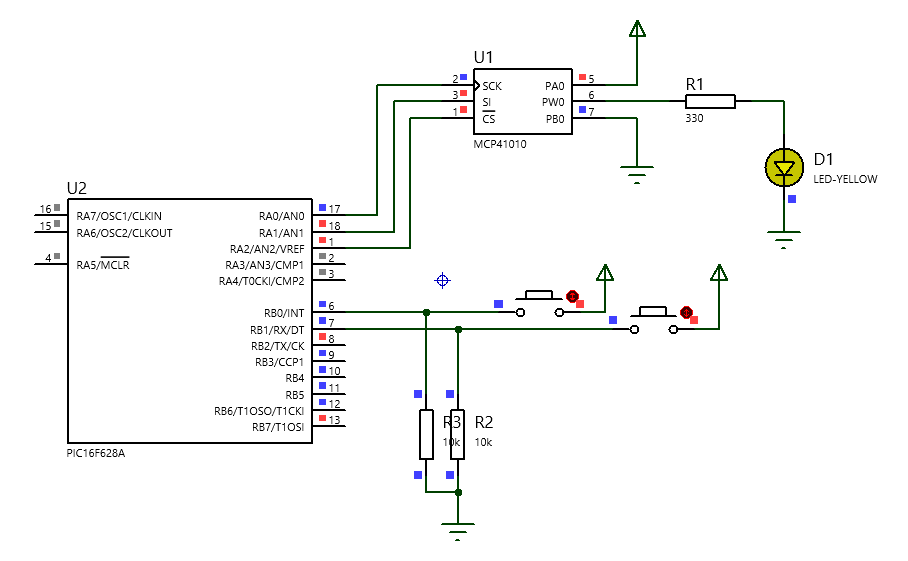 U1
2 SCK PA0 5
3 SI PW0 6
1 CS PB0 7
MCP41010
R1
330
D1
LED-YELLOW
U2
16 RA7/OSC1/CLKIN RA0/AN0 17
15 RA6/OSC2/CLKOUT RA1/AN1 18
RA2/AN2/VREF 1
4 RA5/MCLR RA3/AN3/CMP1 2
RA4/T0CKI/CMP2 3
RB0/INT 6
RB1/RX/DT 7
RB2/TX/CK 8
RB3/CCP1 9
RB4 10
RB5 11
RB6/T1OSO/T1CKI 12
RB7/T1OSI 13
PIC16F628A
R3
10k
R2
10k